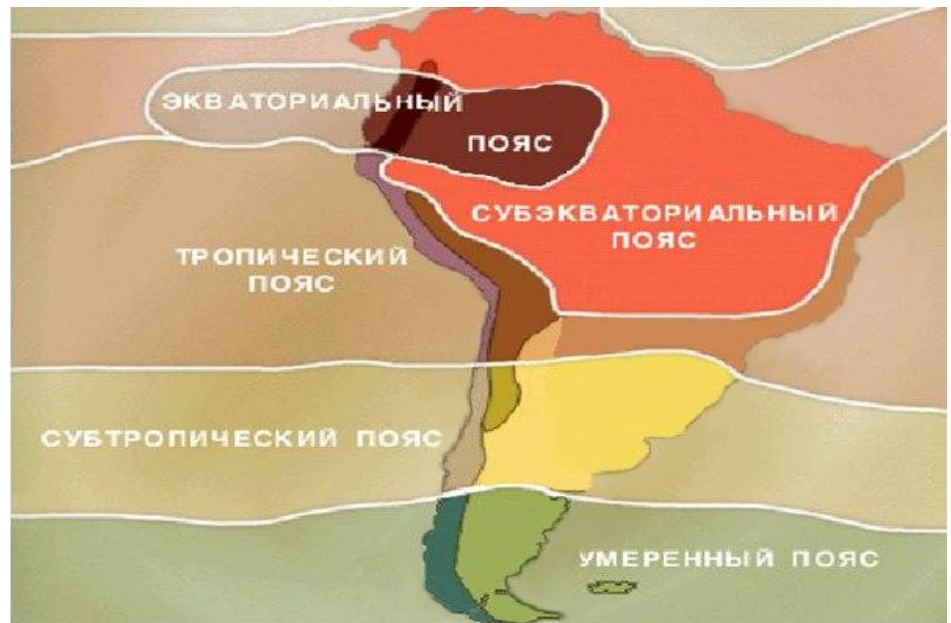 ЭКВАТОРИАЛЬНЫЙ
ПОЯС
СУБЭКВАТОРИАЛЬНЫЙ
ПОЯС
ТРОПИЧЕСКИЙ
ПОЯС
СУБТРОПИЧЕСКИЙ ПОЯС
УМЕРЕННЫЙ ПОЯС